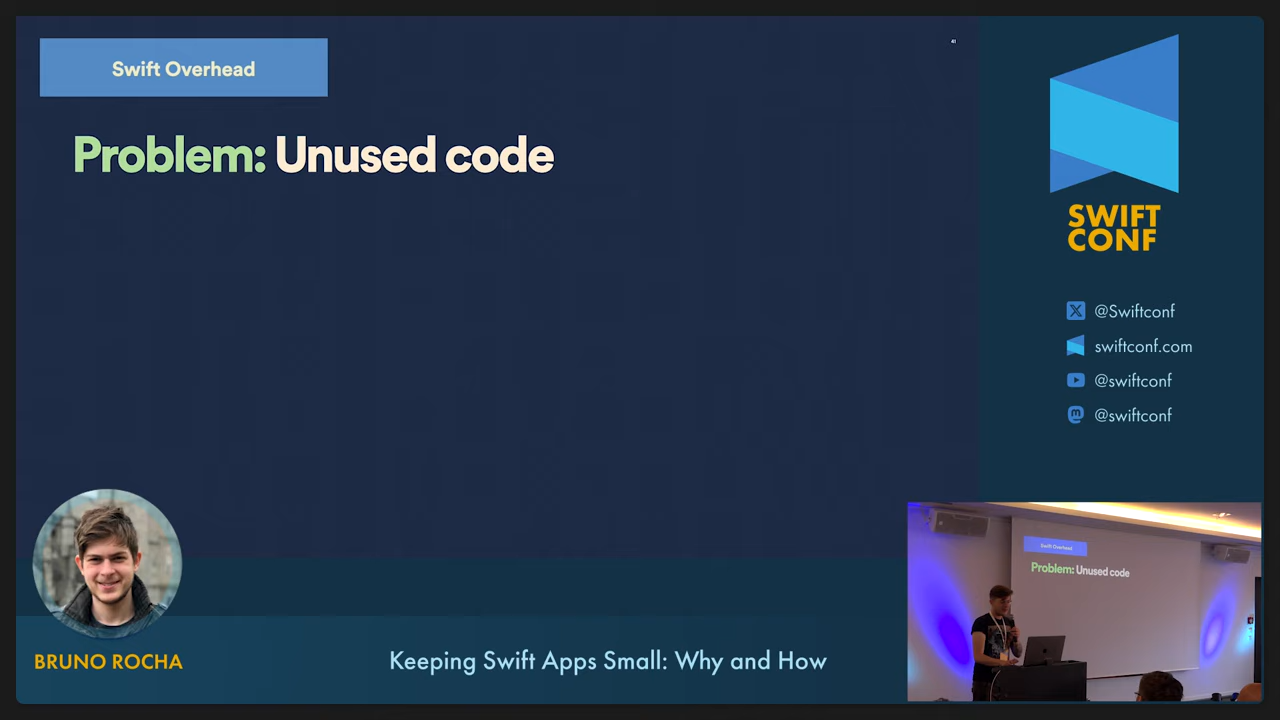 Swift Overhead
41
Problem: Unused code
SWIFT
CONF
@Swiftconf
swiftconf.com
@swiftconf
@swiftconf
Swift Overhead
Problem: Unused code
BRUNO ROCHA
Keeping Swift Apps Small: Why and How